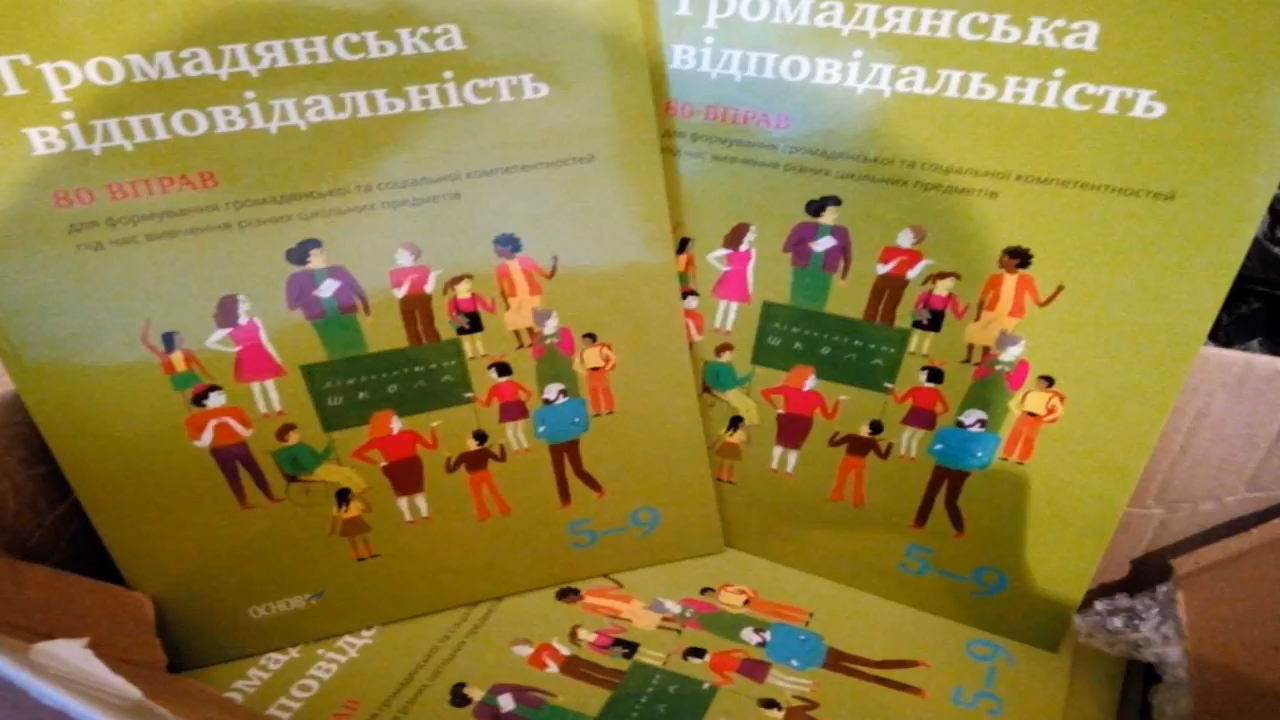 Громадянська
відповідальність
80 ВПРАВ
для формування громадянської та соціальної компетентностей
під час вивчення різних шкільних предметів
ДЕМОКРАТИЧНА
ШКОЛА
5–9
ОСНОВА
Громадянська
відповідальність
80 ВПРАВ
для формування громадянської та соціальної компетентностей
під час вивчення різних шкільних предметів
ДЕМОКРАТИЧНА
ШКОЛА
5–9
5–9